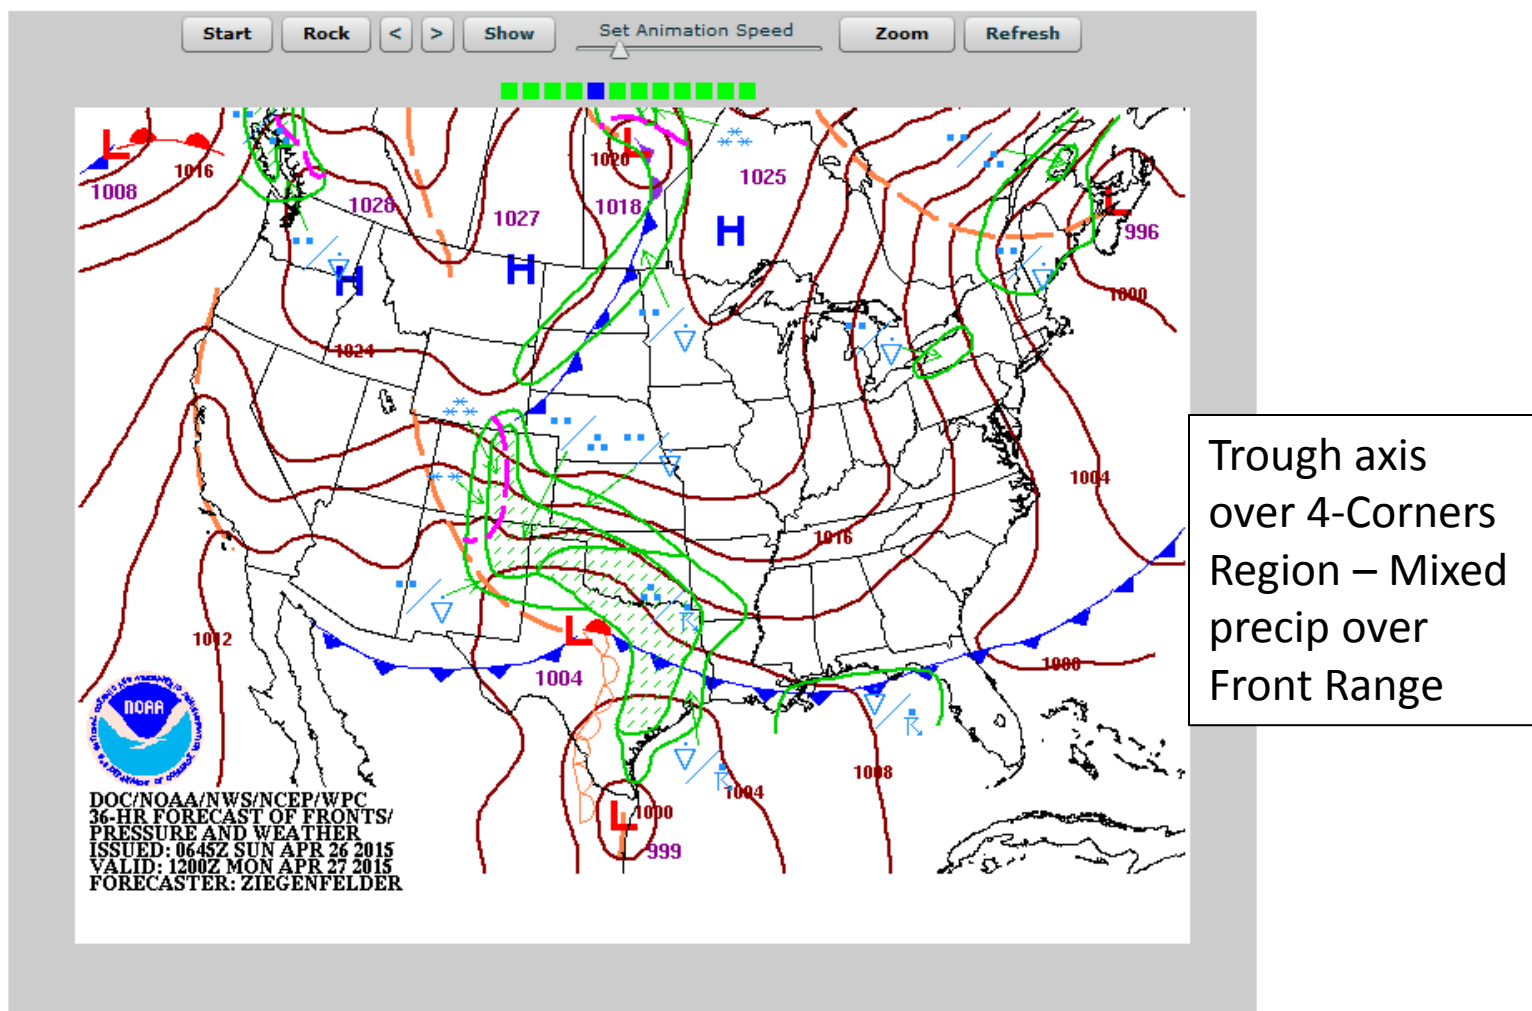 Start Rock < > Show Set Animation Speed Zoom Refresh
L
1016
1008
1028
1027
1020
L
1018
1025
H
H
H
L
996
1000
1024
1004
1016
1012
L
1004
1000
1008
1004
L
1000
999
NOAA
DOC/NOAA/NWS/NCEP/WPC
36-HR FORECAST OF FRONTS/
PRESSURE AND WEATHER
ISSUED: 0645Z SUN APR 26 2015
VALID: 1200Z MON APR 27 2015
FORECASTER: ZIEGENFELDER
Trough axis
over 4-Corners
Region – Mixed
precip over
Front Range